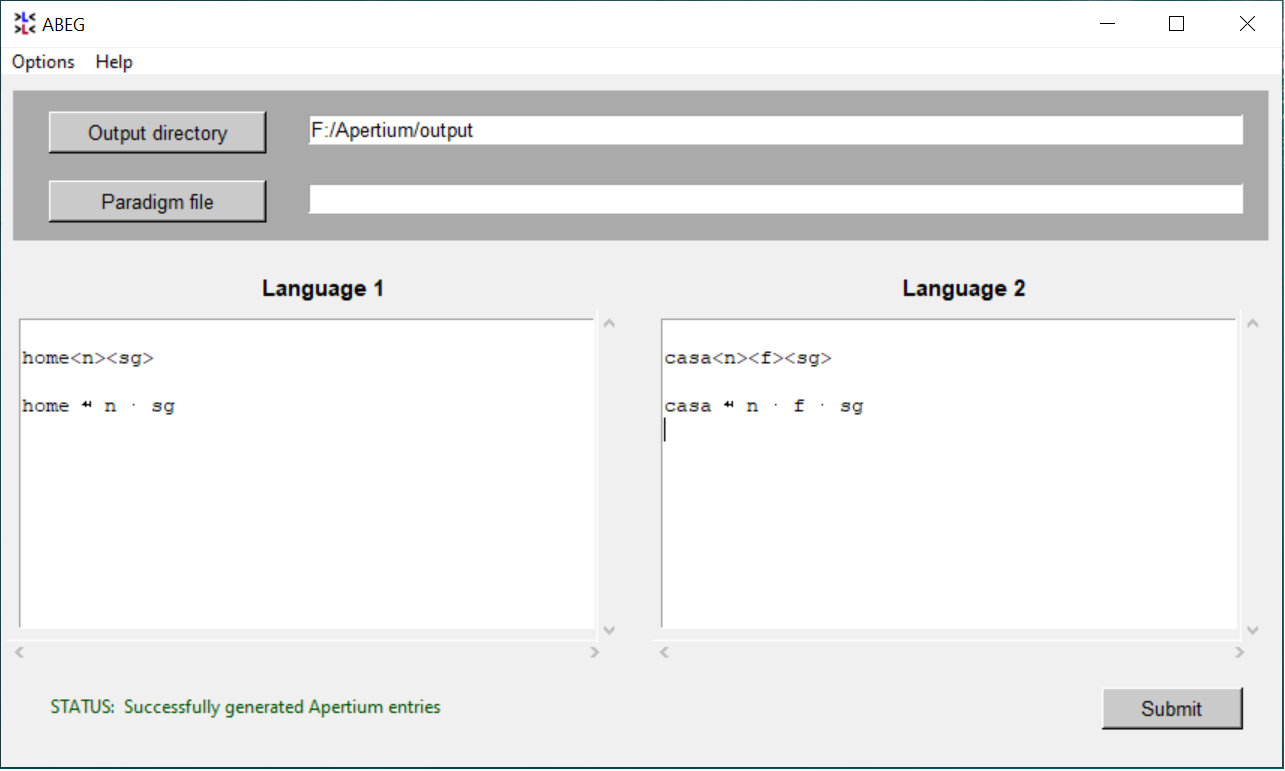 ABEG
Options Help
Output directory F:/Apertium/output
Paradigm file
Language 1
home<n><sg>
home ↵ n · sg
Language 2
casa<n><f><sg>
casa ↵ n · f · sg
STATUS: Successfully generated Apertium entries
Submit